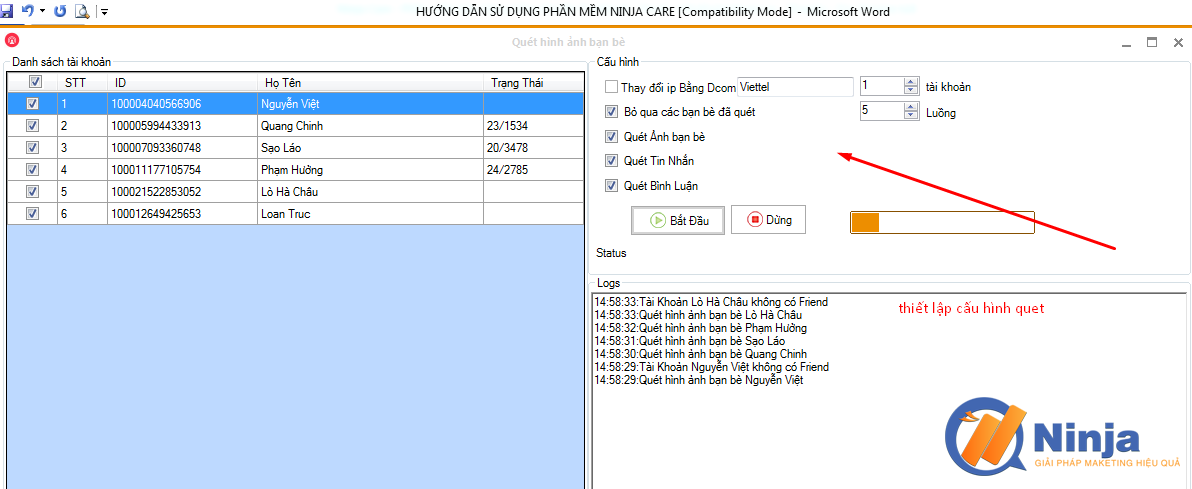 HƯỚNG DẪN SỬ DỤNG PHẦN MỀM NINJA CARE [Compatibility Mode] - Microsoft Word
Quét hình ảnh bạn bè
Danh sách tài khoản
STT ID Họ Tên Trạng Thái
1 100004040566906 Nguyễn Việt
2 100005994433913 Quang Chinh 23/1534
3 100007093360748 Sạo Láo 20/3478
4 100011177105754 Phạm Hưởng 24/2785
5 100021522853052 Lò Hà Châu
6 100012649425653 Loan Truc
Cấu hình
Thay đổi ip Bằng Dcom Viettel 1 tài khoản
Bỏ qua các bạn bè đã quét 5 Luồng
Quét Ảnh bạn bè
Quét Tin Nhắn
Quét Bình Luận
Bắt Đầu Dừng
Status
Logs
14:58:33:Tài Khoản Lò Hà Châu không có Friend
14:58:33:Quét hình ảnh bạn bè Lò Hà Châu
14:58:32:Quét hình ảnh bạn bè Phạm Hưởng
14:58:31:Quét hình ảnh bạn bè Sạo Láo
14:58:30:Quét hình ảnh bạn bè Quang Chinh
14:58:29:Tài Khoản Nguyễn Việt không có Friend
14:58:29:Quét hình ảnh bạn bè Nguyễn Việt
thiết lập cấu hình quet
Ninja
GIẢI PHÁP MAKETING HIỆU QUẢ